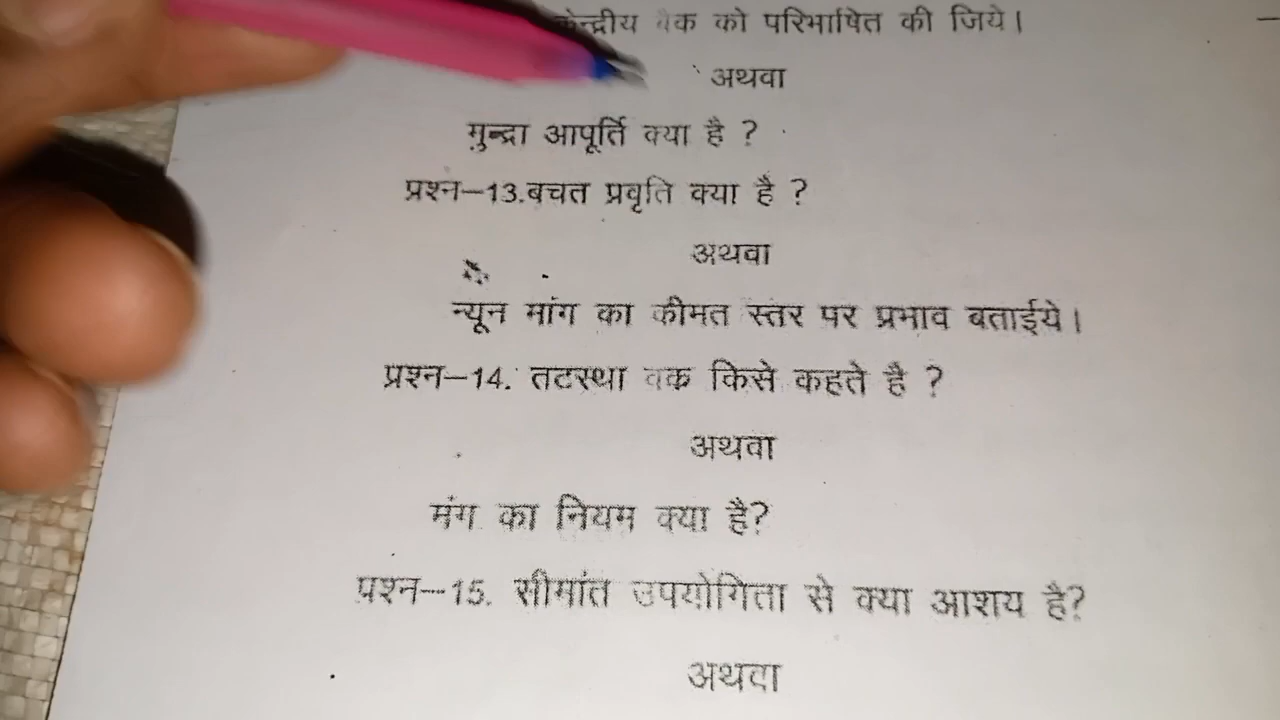 केन्द्रीय बैक को परिभाषित की जिये।
अथवा
मुन्द्रा आपूर्ति क्या है ?
प्रश्न–13.बचत प्रवृति क्या है ?
अथवा
न्यून मांग का कीमत स्तर पर प्रभाव बताईये।
प्रश्न–14. तटस्था वक किसे कहते है ?
अथवा
मंग का नियम क्या है?
प्रश्न–15. सीमांत उपयोगिता से क्या आशय है?
अथवा